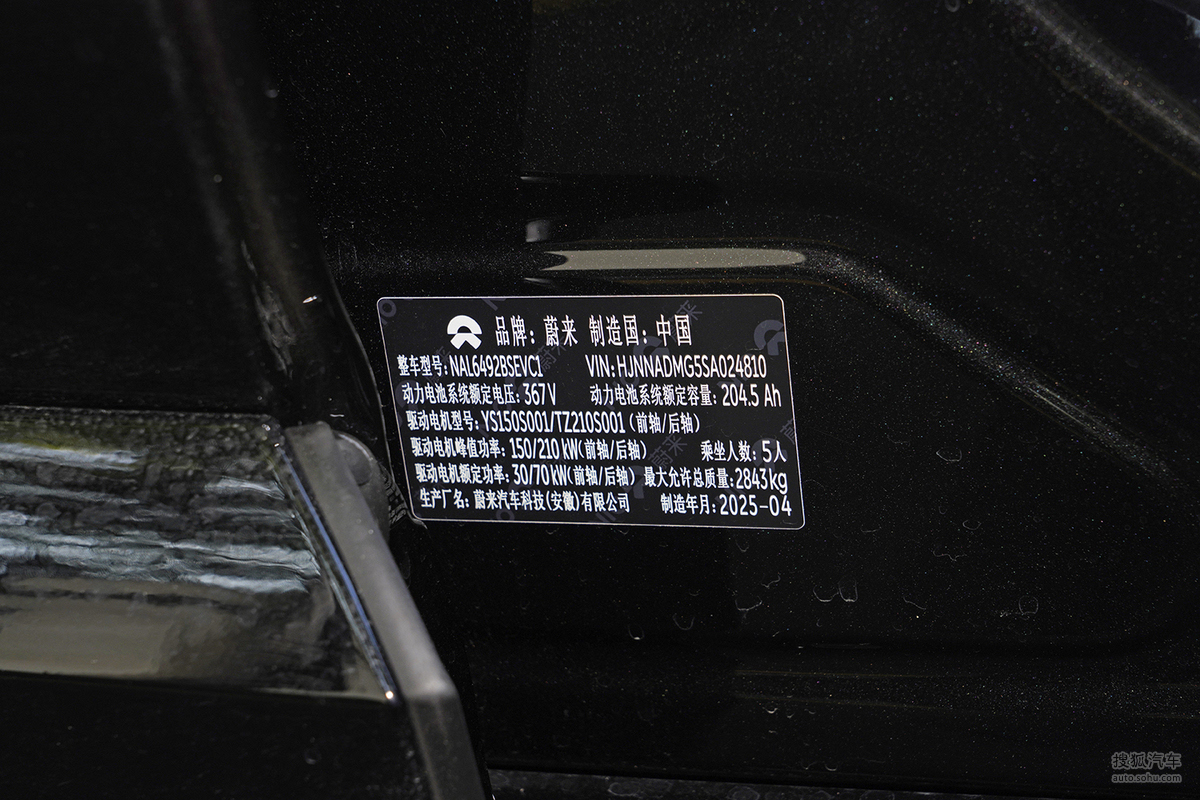 品牌: 蔚来 制造国: 中国
整车型号: NAL6492BSEVC1 VIN: HJNNADMG5SA024810
动力电池系统额定电压: 367V 动力电池系统额定容量: 204.5 Ah
驱动电机型号: YS150S001/TZ210S001 (前轴/后轴)
驱动电机峰值功率: 150/210 kW(前轴/后轴) 乘坐人数: 5人
驱动电机额定功率: 30/70 kW(前轴/后轴) 最大允许总质量: 2843kg
生产厂名: 蔚来汽车科技(安徽)有限公司 制造年月: 2025-04
搜狐汽车
auto.sohu.com